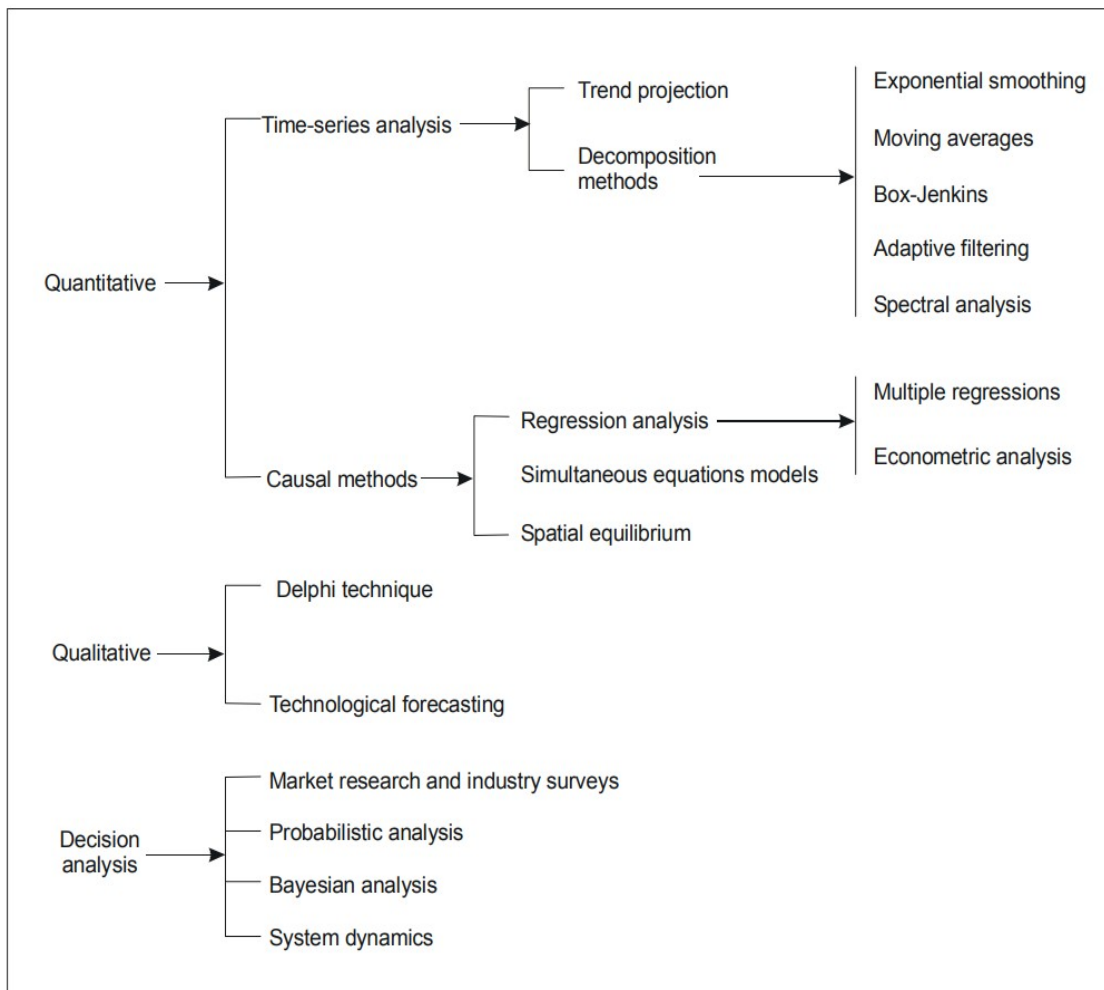 Exponential smoothing
Trend projection
Time-series analysis
Moving averages
Decomposition
methods
Box-Jenkins
Adaptive filtering
Quantitative
Spectral analysis
Multiple regressions
Regression analysis
Econometric analysis
Causal methods
Simultaneous equations models
Spatial equilibrium
Delphi technique
Qualitative
Technological forecasting
Market research and industry surveys
Probabilistic analysis
Decision
analysis
Bayesian analysis
System dynamics